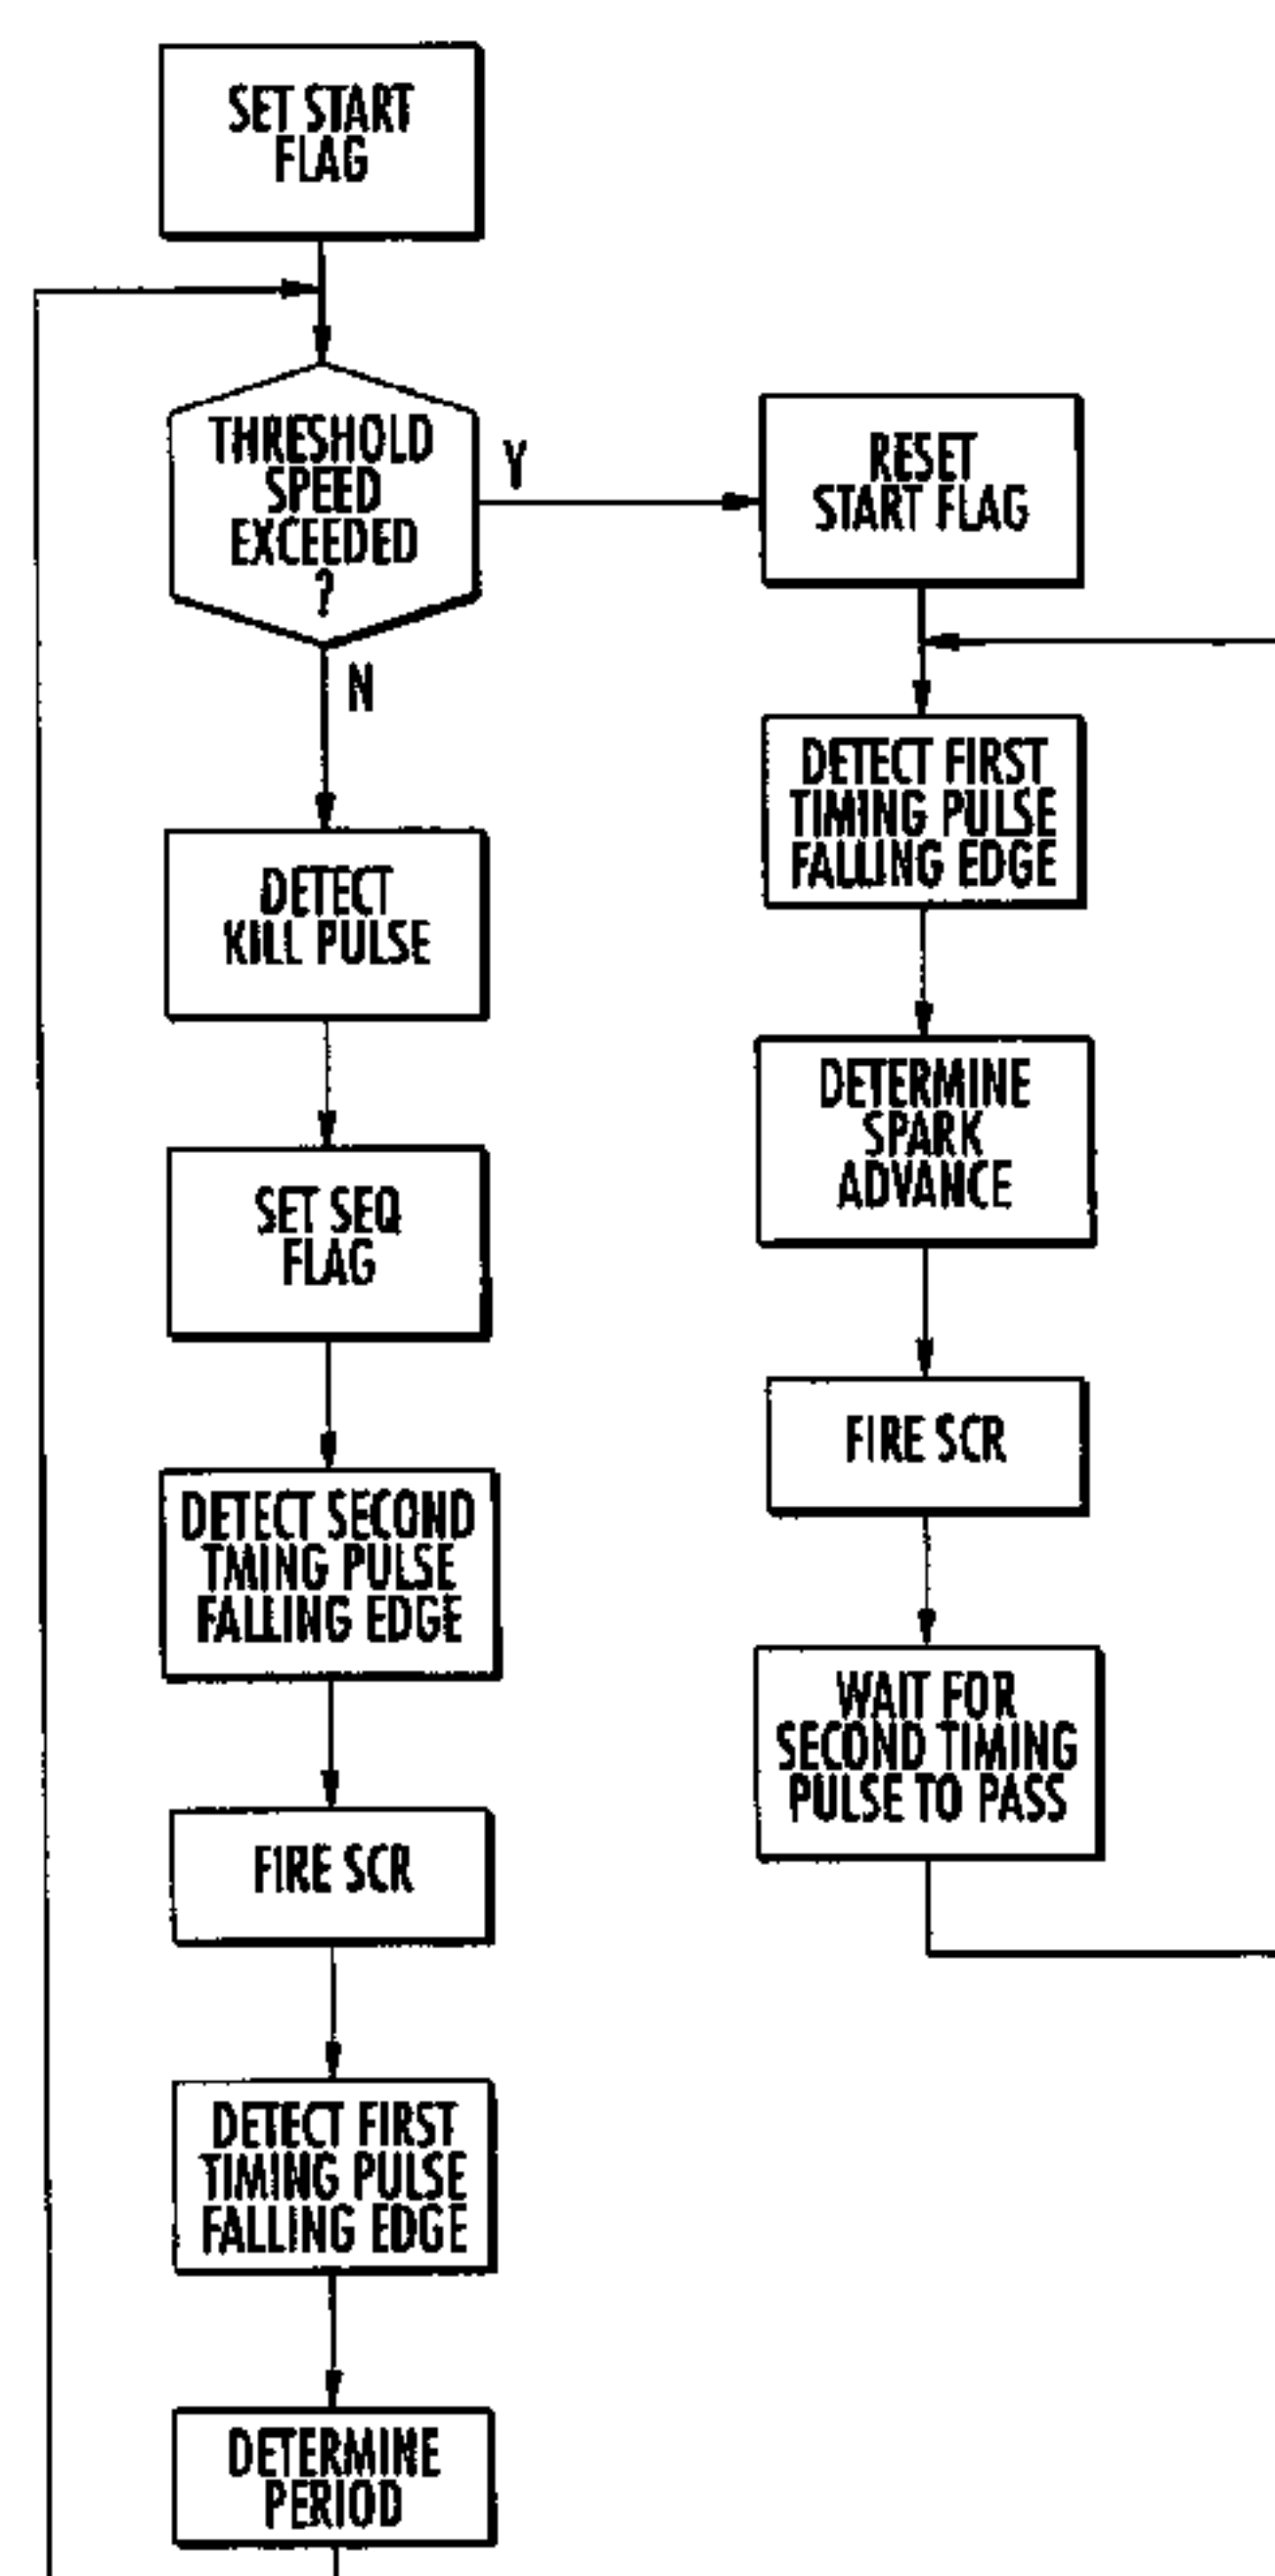 SET START
FLAG
THRESHOLD
SPEED
EXCEEDED
?
Y
N
DETECT
KILL PULSE
SET SEQ
FLAG
DETECT SECOND
TMING PULSE
FALLING EDGE
FIRE SCR
DETECT FIRST
TIMING PULSE
FALLING EDGE
DETERMINE
PERIOD
RESET
START FLAG
DETECT FIRST
TIMING PULSE
FALLING EDGE
DETERMINE
SPARK
ADVANCE
FIRE SCR
WAIT FOR
SECOND TIMING
PULSE TO PASS